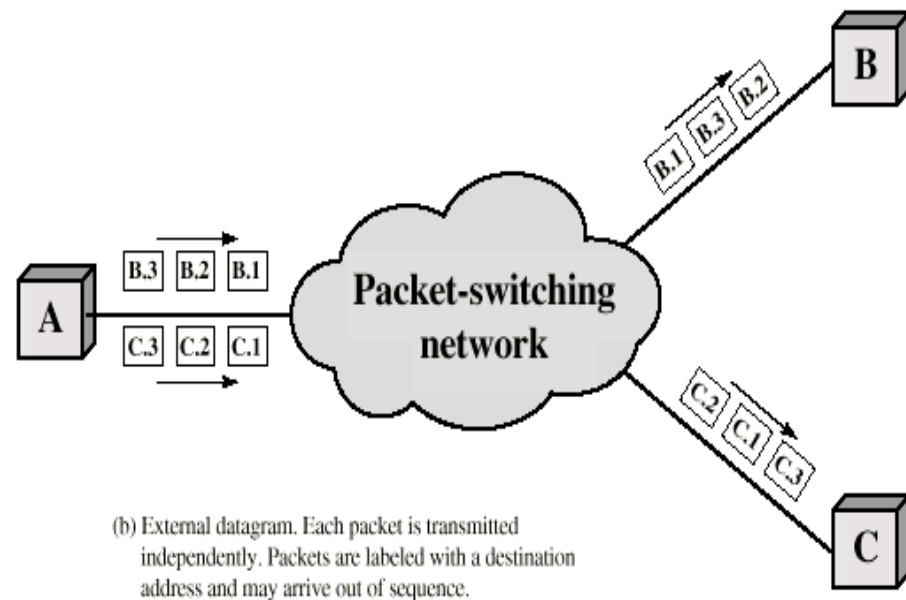 B
B.1 B.3 B.2
B.3 B.2 B.1
A
Packet-switching
network
C.3 C.2 C.1
C.2 C.1 C.3
C
(b) External datagram. Each packet is transmitted
independently. Packets are labeled with a destination
address and may arrive out of sequence.